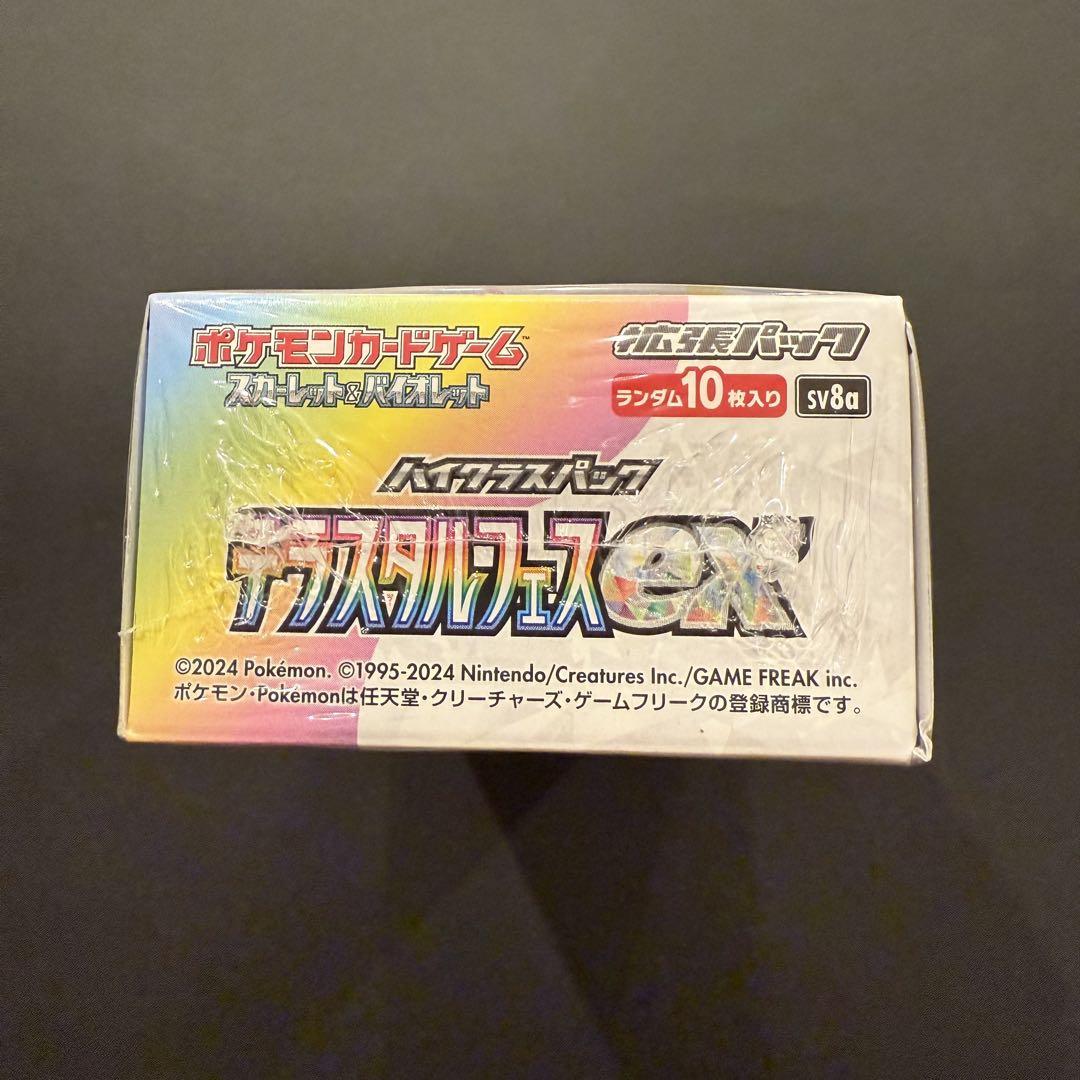 ポケモンカードゲーム™
スカーレット&バイオレット
拡張パック
ランダム10枚入り
SV8a
ハイクラスパック
テラスタルフェスex
©2024 Pokémon. ©1995-2024 Nintendo/Creatures Inc./GAME FREAK inc.
ポケモン・Pokémonは任天堂・クリーチャーズ・ゲームフリークの登録商標です。